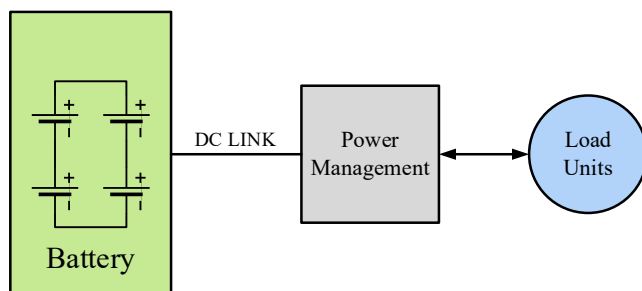 +
+
+
+
Battery
DC LINK
Power
Management
Load
Units